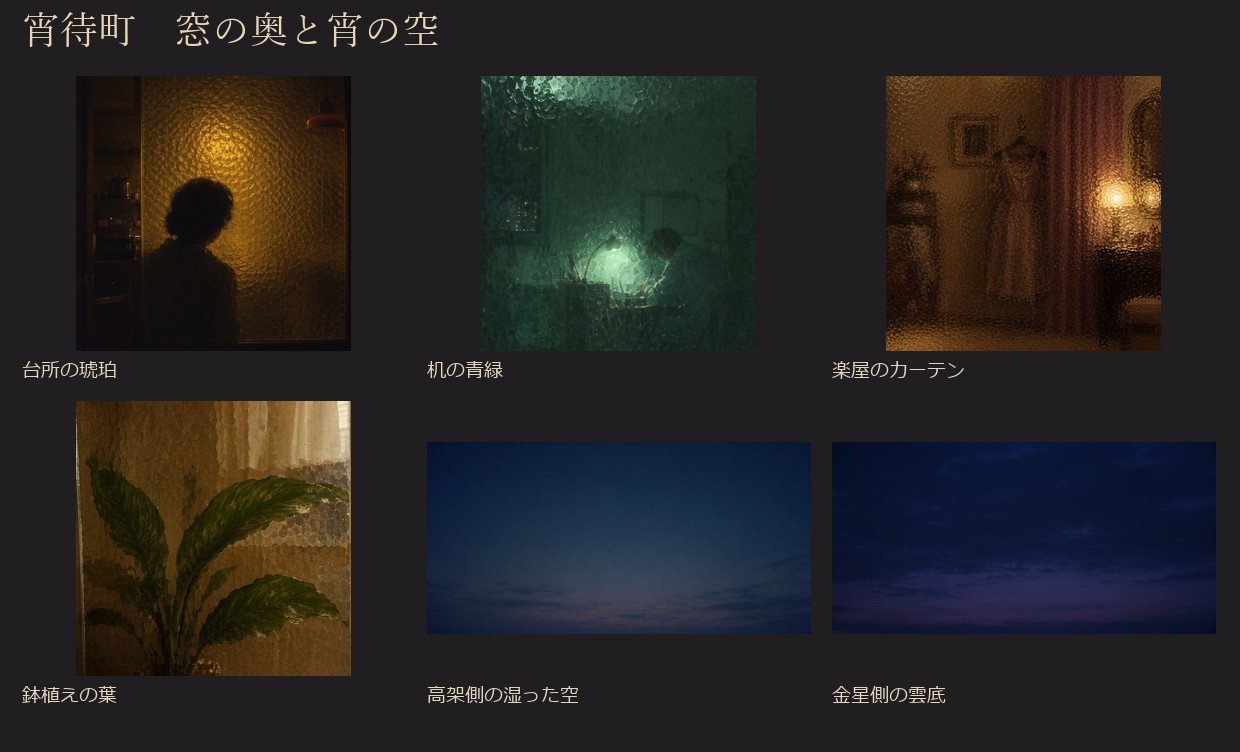 宵待町　窓の奥と宵の空
台所の琥珀
机の青緑
楽屋のカーテン
鉢植えの葉
高架側の湿った空
金星側の雲底